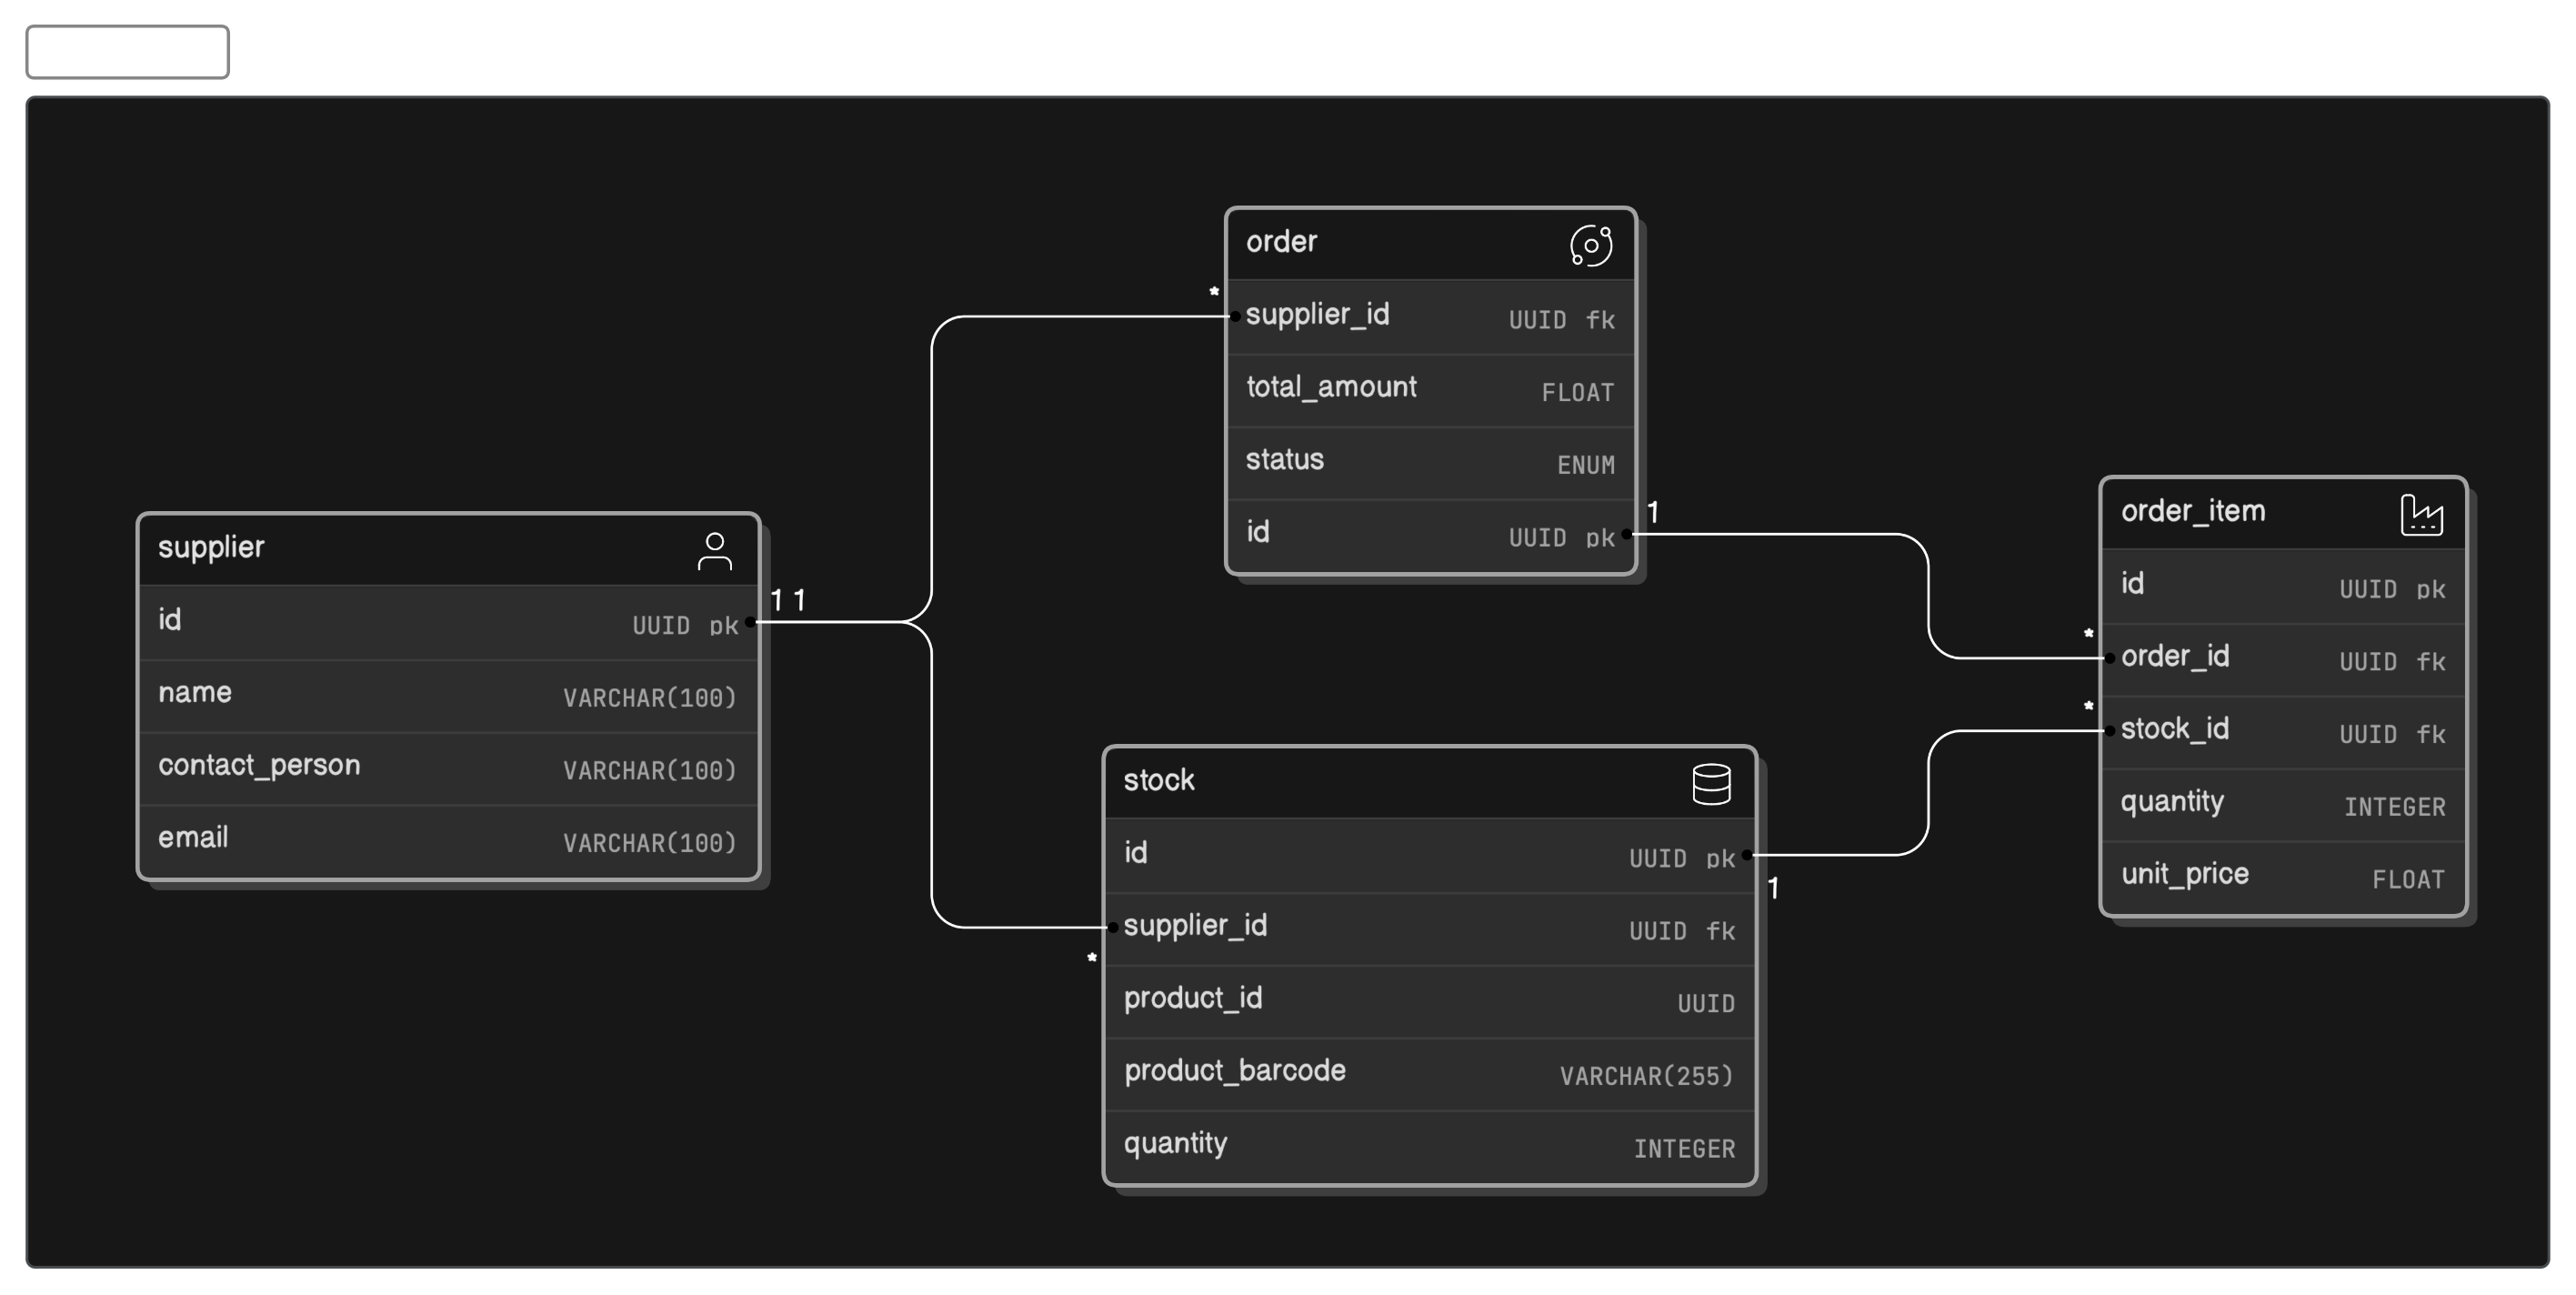 order
*
supplier_id UUID fk
total_amount FLOAT
status ENUM
id UUID pk
1
supplier
1 1
id UUID pk
name VARCHAR(100)
contact_person VARCHAR(100)
email VARCHAR(100)
order_item
id UUID pk
*
order_id UUID fk
*
stock_id UUID fk
quantity INTEGER
unit_price FLOAT
stock
id UUID pk
1
supplier_id UUID fk
*
product_id UUID
product_barcode VARCHAR(255)
quantity INTEGER